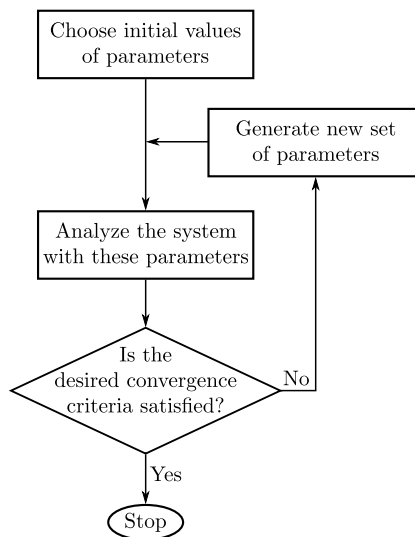 Choose initial values
of parameters
Generate new set
of parameters
Analyze the system
with these parameters
Is the
desired convergence
criteria satisfied?
No
Yes
Stop